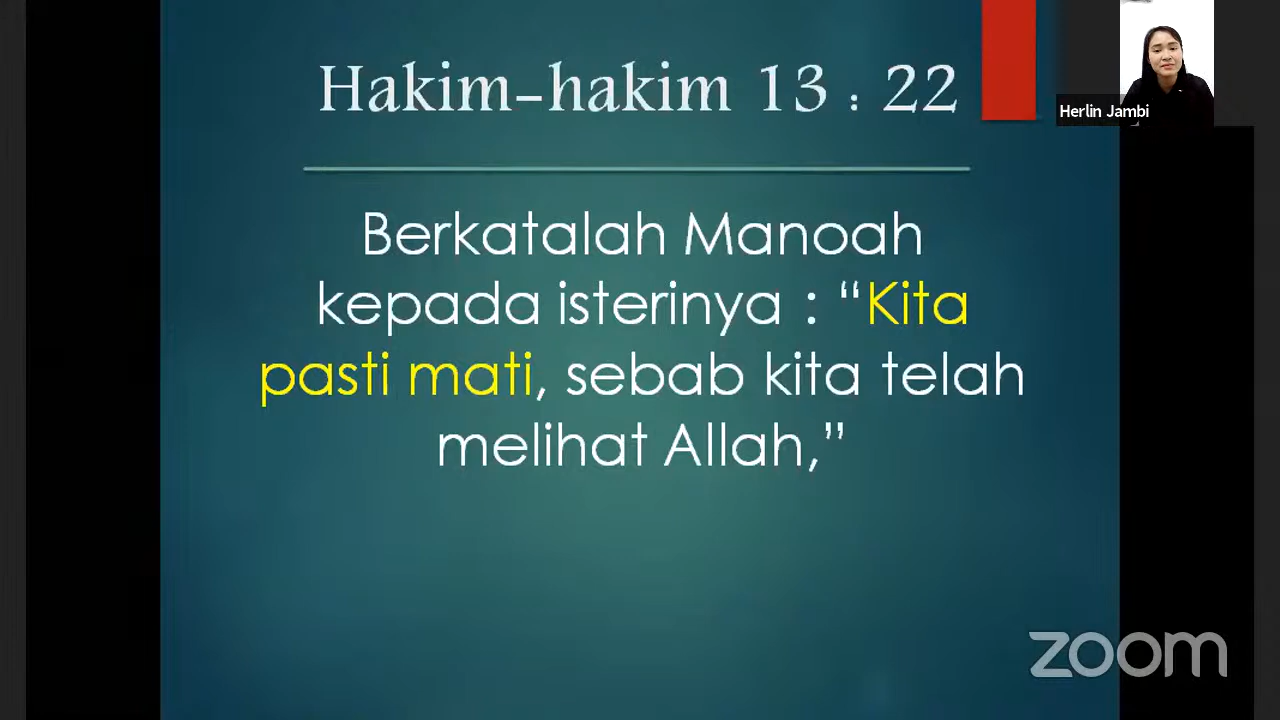 Hakim-hakim 13 : 22
Herlin Jambi
Berkatalah Manoah
kepada isterinya : “Kita
pasti mati, sebab kita telah
melihat Allah,”
zoom